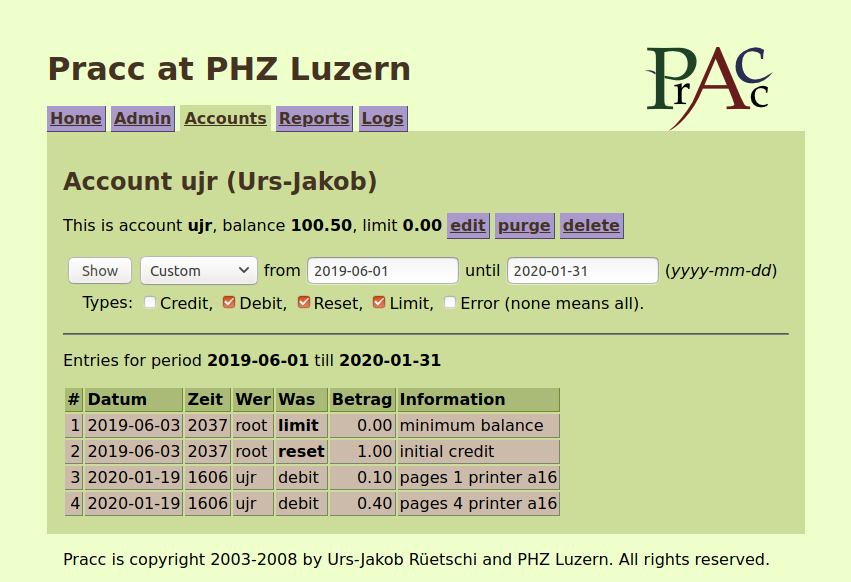 Pracc at PHZ Luzern
PrAcc
Home Admin Accounts Reports Logs
Account ujr (Urs-Jakob)
This is account ujr, balance 100.50, limit 0.00 edit purge delete
Show Custom from 2019-06-01 until 2020-01-31 (yyyy-mm-dd)
Types: Credit, Debit, Reset, Limit, Error (none means all).
Entries for period 2019-06-01 till 2020-01-31
# Datum Zeit Wer Was Betrag Information
1 2019-06-03 2037 root limit 0.00 minimum balance
2 2019-06-03 2037 root reset 1.00 initial credit
3 2020-01-19 1606 ujr debit 0.10 pages 1 printer a16
4 2020-01-19 1606 ujr debit 0.40 pages 4 printer a16
Pracc is copyright 2003-2008 by Urs-Jakob Rüetschi and PHZ Luzern. All rights reserved.